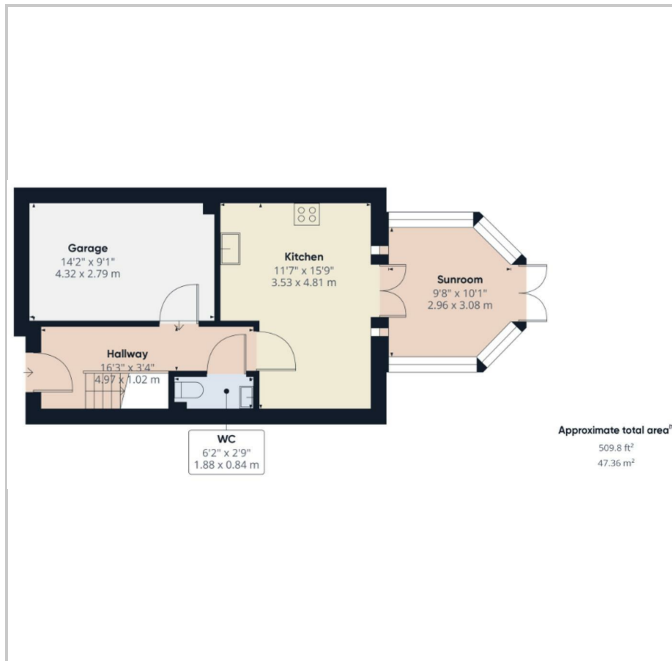 Garage
14'2" x 9'1"
4.32 x 2.79 m
Kitchen
11'7" x 15'9"
3.53 x 4.81 m
Sunroom
9'8" x 10'1"
2.96 x 3.08 m
Hallway
16'3" x 3'4"
4.97 x 1.02 m
WC
6'2" x 2'9"
1.88 x 0.84 m
Approximate total area
509.8 ft²
47.36 m²